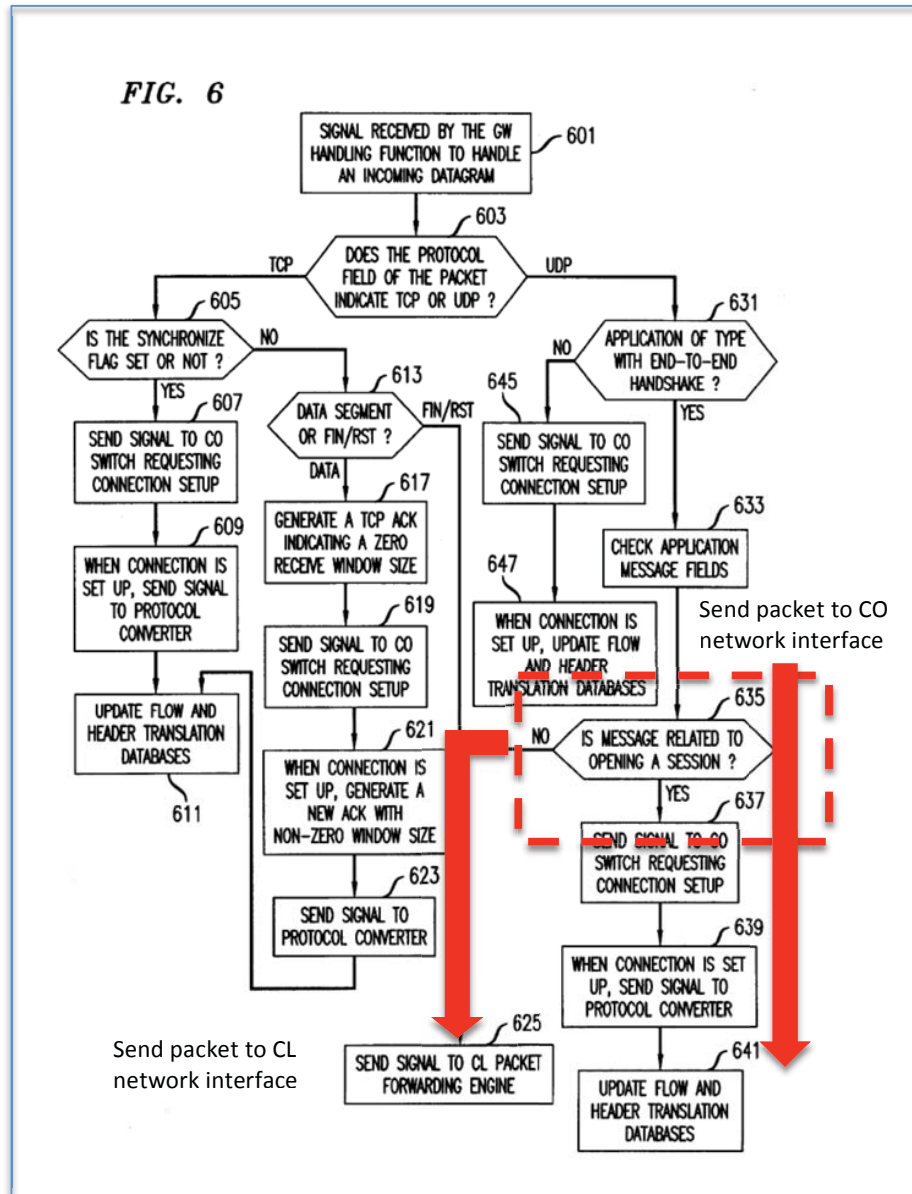 FIG. 6
SIGNAL RECEIVED BY THE GW
HANDLING FUNCTION TO HANDLE
AN INCOMING DATAGRAM
601
603
DOES THE PROTOCOL
FIELD OF THE PACKET
INDICATE TCP OR UDP ?
TCP
UDP
605
IS THE SYNCHRONIZE
FLAG SET OR NOT ?
NO
YES
607
SEND SIGNAL TO CO
SWITCH REQUESTING
CONNECTION SETUP
609
WHEN CONNECTION IS
SET UP, SEND SIGNAL
TO PROTOCOL
CONVERTER
UPDATE FLOW AND
HEADER TRANSLATION
DATABASES
611
613
DATA SEGMENT
OR FIN/RST ?
FIN/RST
DATA
617
GENERATE A TCP ACK
INDICATING A ZERO
RECEIVE WINDOW SIZE
619
SEND SIGNAL TO CO
SWITCH REQUESTING
CONNECTION SETUP
621
WHEN CONNECTION IS
SET UP, GENERATE A
NEW ACK WITH
NON-ZERO WINDOW SIZE
623
SEND SIGNAL TO
PROTOCOL CONVERTER
631
APPLICATION OF TYPE
WITH END-TO-END
HANDSHAKE ?
NO
YES
645
SEND SIGNAL TO CO
SWITCH REQUESTING
CONNECTION SETUP
647
WHEN CONNECTION IS
SET UP, UPDATE FLOW
AND HEADER
TRANSLATION DATABASES
633
CHECK APPLICATION
MESSAGE FIELDS
Send packet to CO
network interface
635
IS MESSAGE RELATED TO
OPENING A SESSION ?
NO
YES
637
SEND SIGNAL TO CO
SWITCH REQUESTING
CONNECTION SETUP
639
WHEN CONNECTION IS SET
UP, SEND SIGNAL TO
PROTOCOL CONVERTER
641
UPDATE FLOW AND
HEADER TRANSLATION
DATABASES
Send packet to CL
network interface
625
SEND SIGNAL TO CL PACKET
FORWARDING ENGINE